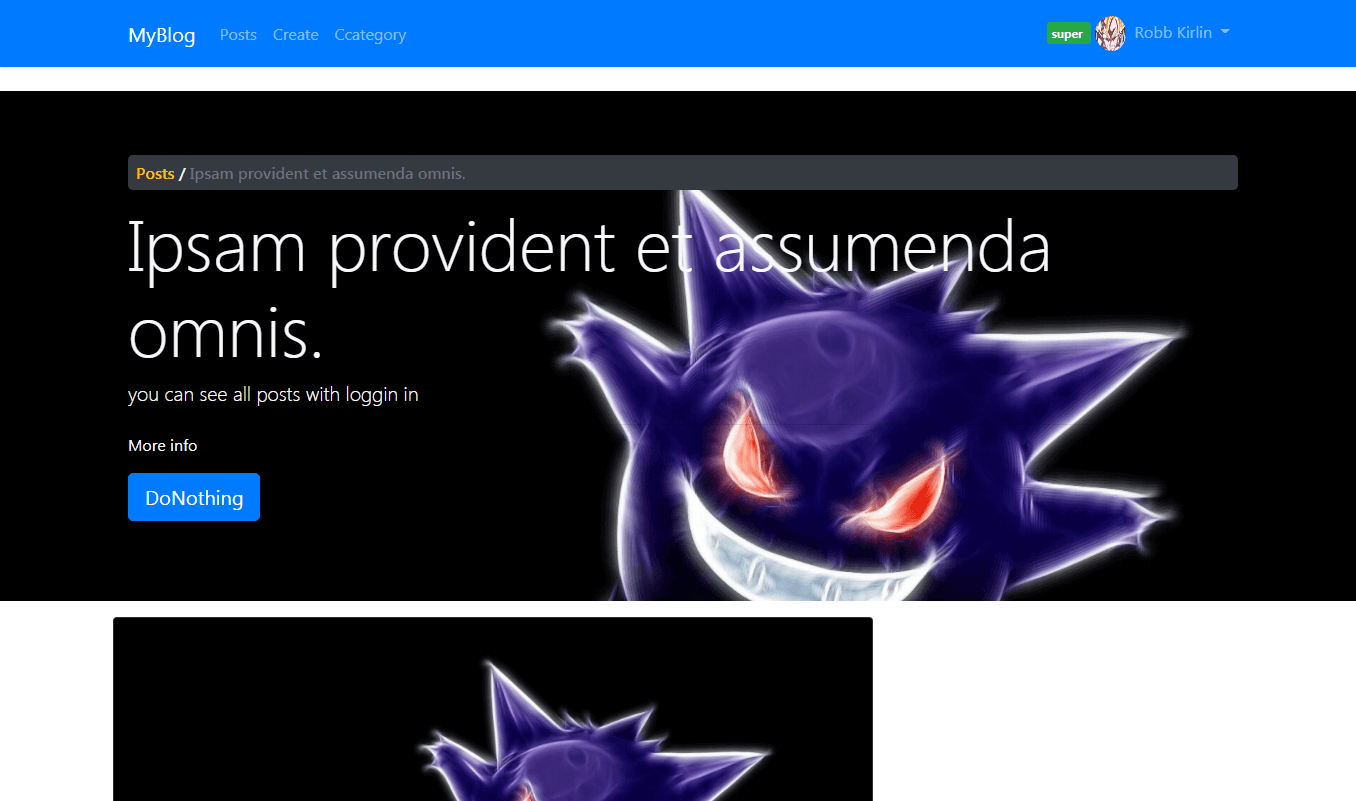 MyBlog Posts Create Ccategory super Robb Kirlin
Posts / Ipsam provident et assumenda omnis.
Ipsam provident et assumenda
omnis.
you can see all posts with loggin in
More info
DoNothing